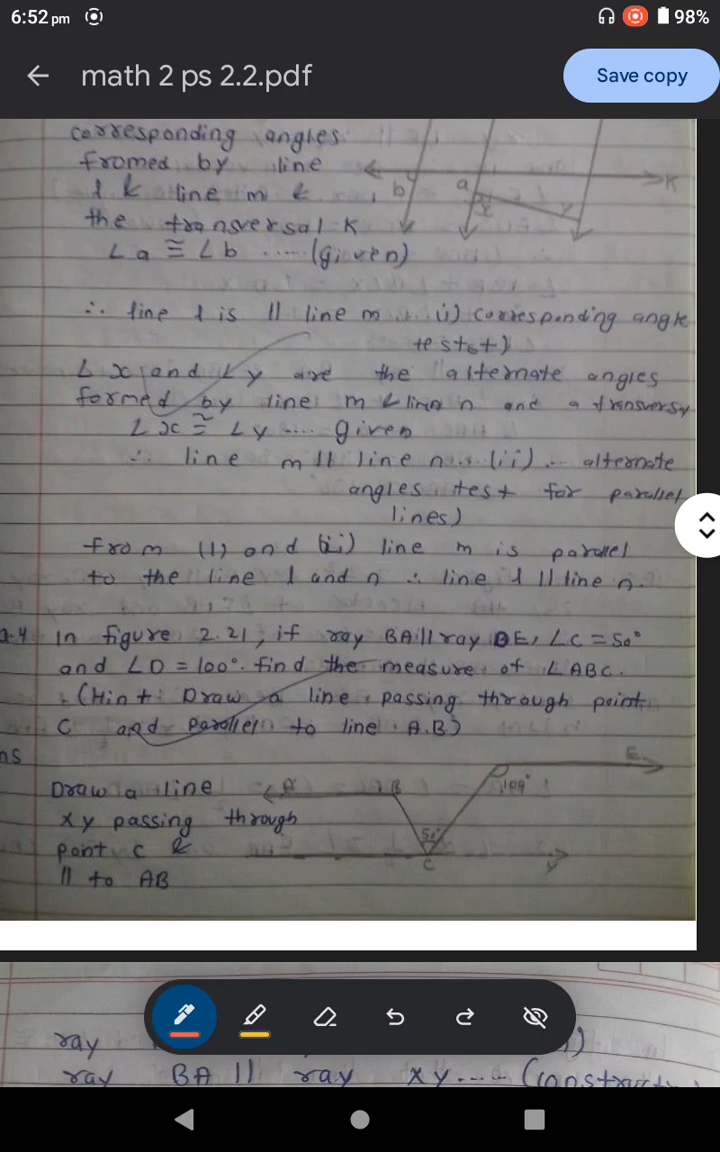 6:52 pm 98%
math 2 ps 2.2.pdf
Save copy
corresponding angles
fromed by line
l & line m &
the transversal K
∠a ≅ ∠b .....(given)
b a x y K
∴ line l is || line m . i) corresponding angle
test)
∠x and ∠y are the alternate angles
formed by line m & line n and a transversy
∠x ≅ ∠y .... given
∴ line m || line n .. (ii) .. alternate
angles test for parallel
lines)
from (1) and (ii) line m is parallel
to the line l and n ∴ line l || line n.
Q.4 In figure 2.21, if ray BA || ray DE, ∠C = 50°
and ∠D = 100°. find the measure of ∠ABC.
(Hint: Draw a line passing through point
C and parallel to line A.B)
ns
Draw a line
xy passing through
pont C &
|| to AB
A B E
100°
50°
C y
ray
ray BA || ray xy....